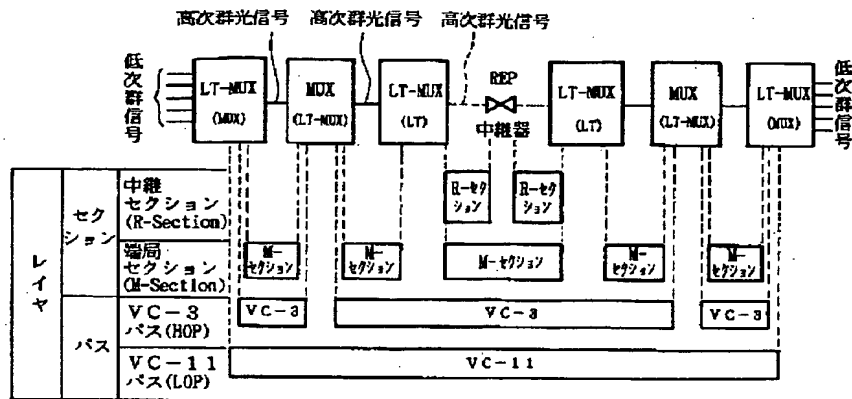 高次群光信号
高次群光信号
高次群光信号
低次群信号
LT-MUX
(MUX)
MUX
(LT-MUX)
LT-MUX
(LT)
REP
中継器
LT-MUX
(LT)
MUX
(LT-MUX)
LT-MUX
(MUX)
低次群信号
レイヤ
セクション
中継
セクション
(R-Section)
R-セク
ション
R-セク
ション
端局
セクション
(M-Section)
M-
セクション
M-
セクション
M-セクション
M-
セクション
M-
セクション
パス
VC-3
パス(HOP)
VC-3
VC-3
VC-3
VC-11
パス(LOP)
VC-11